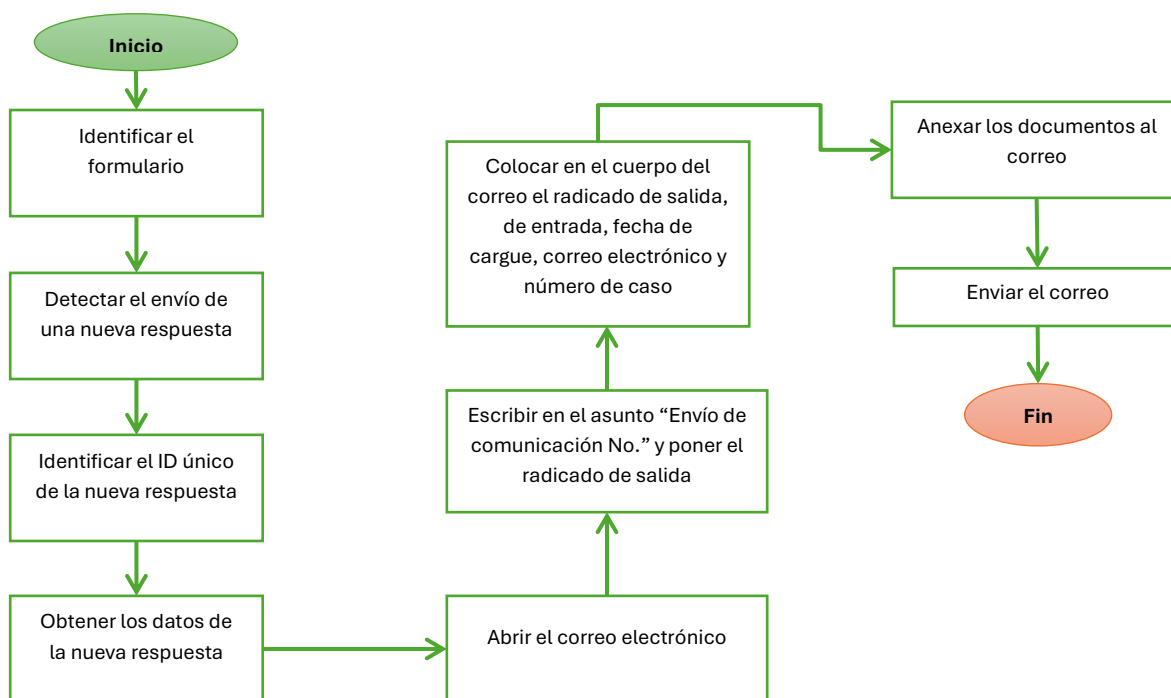 Inicio
Identificar el
formulario
Detectar el envío de
una nueva respuesta
Identificar el ID único
de la nueva respuesta
Obtener los datos de
la nueva respuesta
Abrir el correo electrónico
Escribir en el asunto “Envío de
comunicación No.” y poner el
radicado de salida
Colocar en el cuerpo del
correo el radicado de salida,
de entrada, fecha de
cargue, correo electrónico y
número de caso
Anexar los documentos al
correo
Enviar el correo
Fin